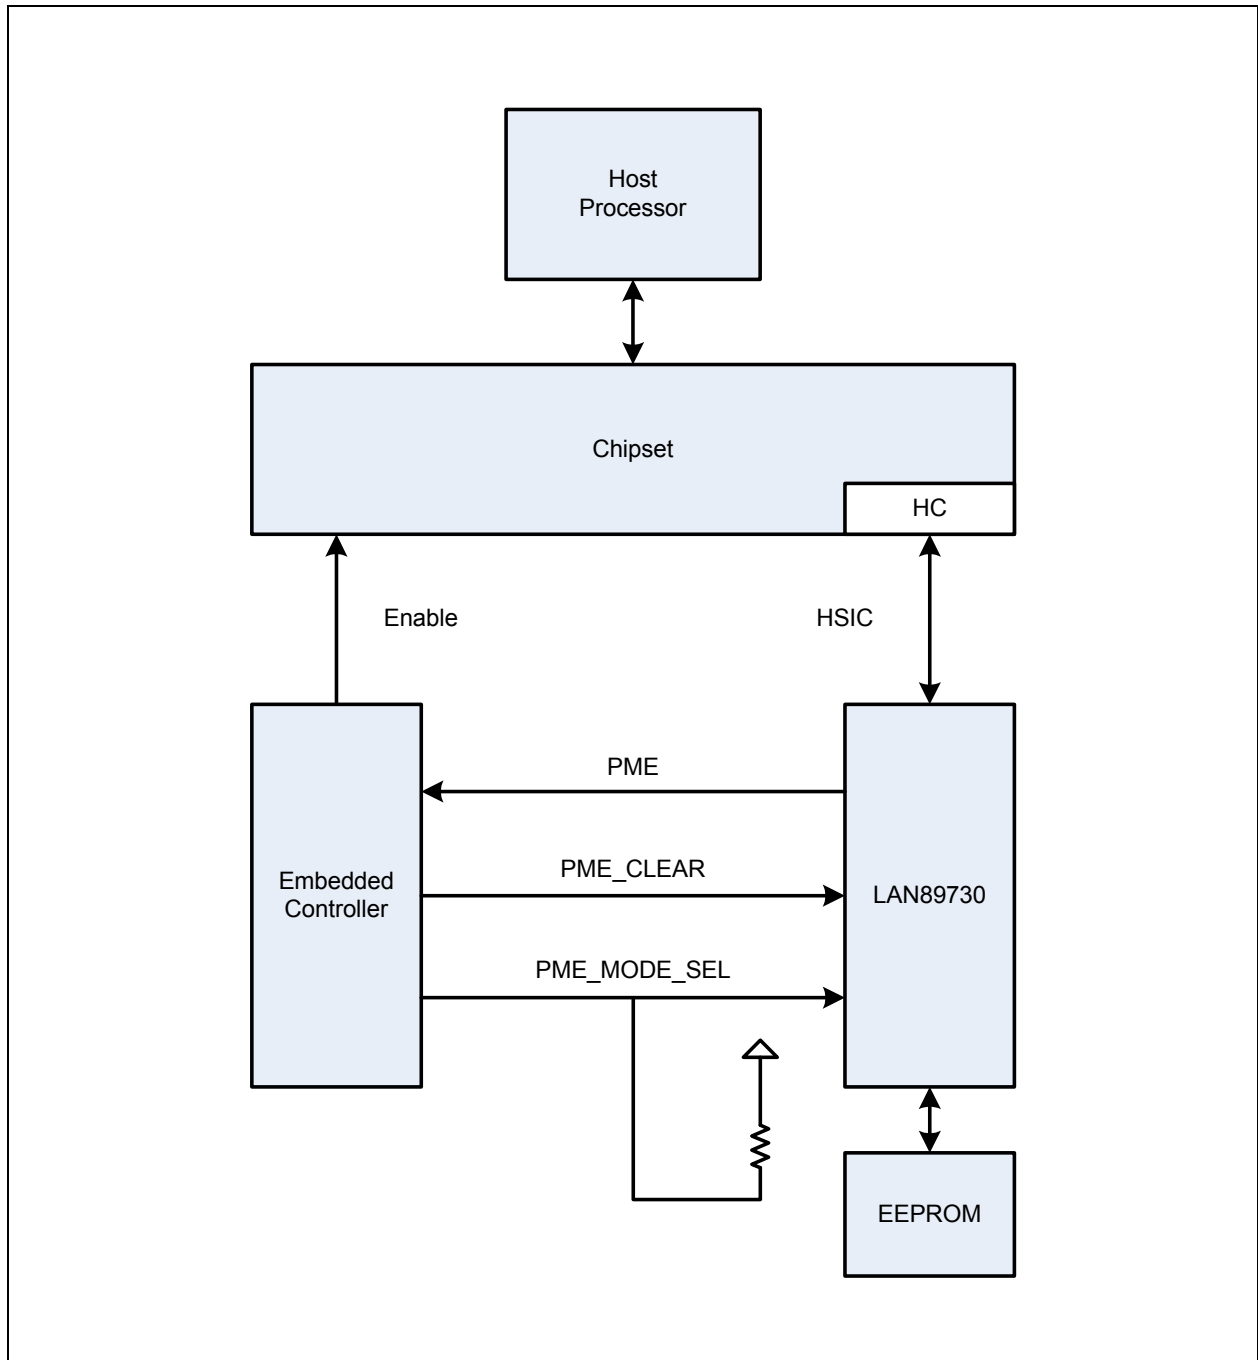 Host
Processor
Chipset
HC
Enable
HSIC
PME
PME_CLEAR
Embedded
Controller
LAN89730
PME_MODE_SEL
EEPROM